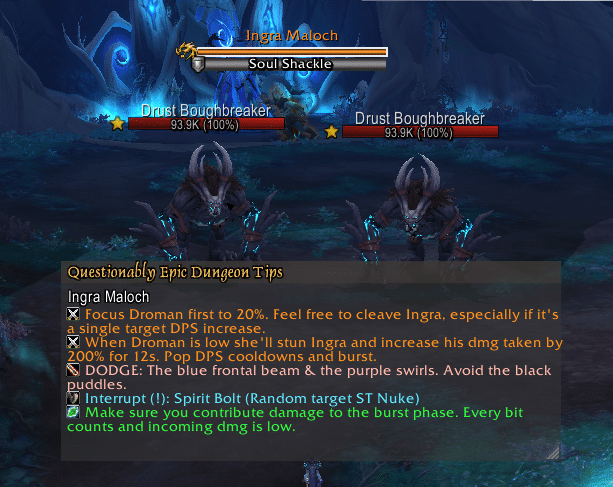 Ingra Maloch
Soul Shackle
Drust Boughbreaker
93.9K (100%)
Drust Boughbreaker
93.9K (100%)
Questionably Epic Dungeon Tips
Ingra Maloch
Focus Droman first to 20%. Feel free to cleave Ingra, especially if it's
a single target DPS increase.
When Droman is low she'll stun Ingra and increase his dmg taken by
200% for 12s. Pop DPS cooldowns and burst.
DODGE: The blue frontal beam & the purple swirls. Avoid the black
puddles.
Interrupt (!): Spirit Bolt (Random target ST Nuke)
Make sure you contribute damage to the burst phase. Every bit
counts and incoming dmg is low.